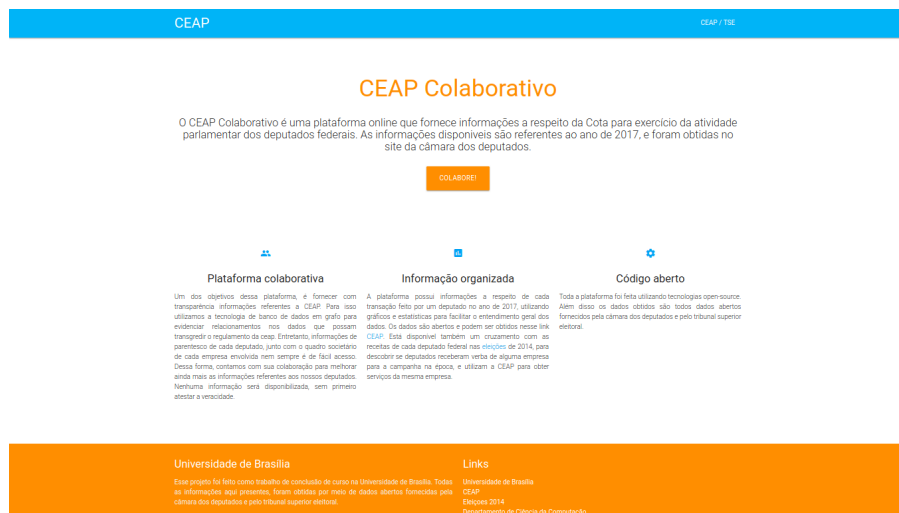 CEAP
CEAP / TSE
CEAP Colaborativo
O CEAP Colaborativo é uma plataforma online que fornece informações a respeito da Cota para exercício da atividade
parlamentar dos deputados federais. As informações disponiveis são referentes ao ano de 2017, e foram obtidas no
site da câmara dos deputados.
COLABORE!
Plataforma colaborativa
Um dos objetivos dessa plataforma, é fornecer com
transparência informações referentes a CEAP. Para isso
utilizamos a tecnologia de banco de dados em grafo para
evidenciar relacionamentos nos dados que possam
transgredir o regulamento da ceap. Entretanto, informações de
parentesco de cada deputado, junto com o quadro societário
de cada empresa envolvida nem sempre é de fácil acesso.
Dessa forma, contamos com sua colaboração para melhorar
ainda mais as informações referentes aos nossos deputados.
Nenhuma informação será disponibilizada, sem primeiro
atestar a veracidade.
Informação organizada
A plataforma possui informações a respeito de cada
transação feito por um deputado no ano de 2017, utilizando
gráficos e estatisticas para facilitar o entendimento geral dos
dados. Os dados são abertos e podem ser obtidos nesse link
CEAP. Está disponivel também um cruzamento com as
receitas de cada deputado federal nas eleições de 2014, para
descobrir se deputados receberam verba de alguma empresa
para a campanha na época, e utilizam a CEAP para obter
serviços da mesma empresa.
Código aberto
Toda a plataforma foi feita utilizando tecnologias open-source.
Além disso os dados obtidos são todos dados abertos
fornecidos pela câmara dos deputados e pelo tribunal superior
eleitoral.
Universidade de Brasília
Esse projeto foi feito como trabalho de conclusão de curso na Universidade de Brasília. Todas
as informações aqui presentes, foram obtidas por meio de dados abertos fornecidas pela
câmara dos deputados e pelo tribunal superior eleitoral.
Links
Universidade de Brasília
CEAP
Eleiçoes 2014
Departamento de Ciência da Computação